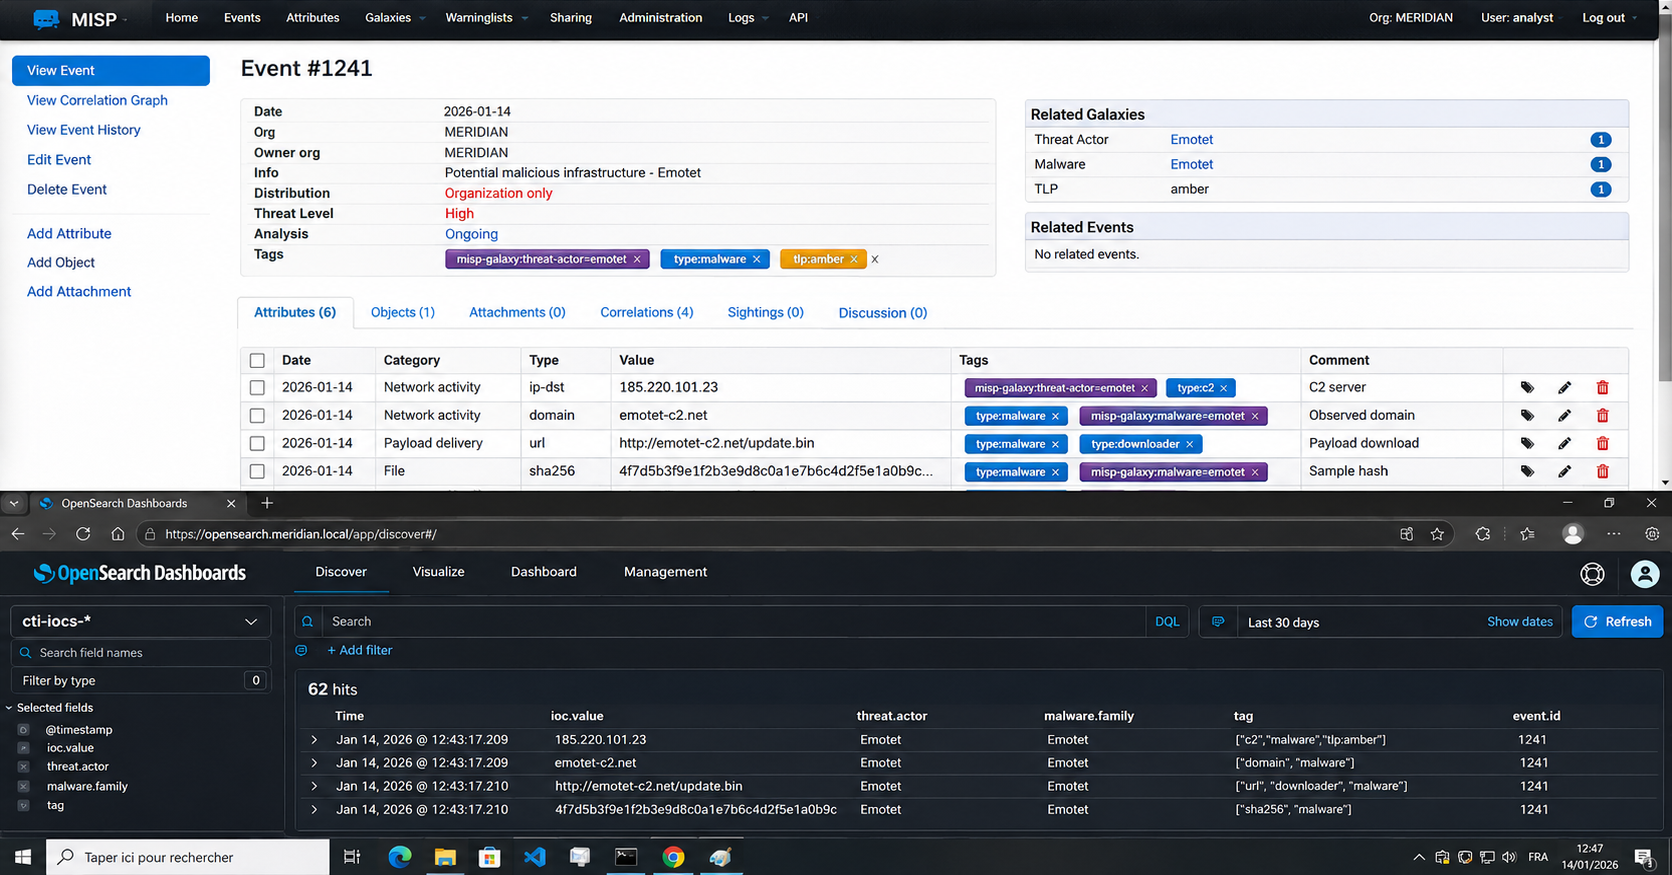 MISP Home Events Attributes Galaxies Warninglists Sharing Administration Logs API Org: MERIDIAN User: analyst Log out
View Event
View Correlation Graph
View Event History
Edit Event
Delete Event
Add Attribute
Add Object
Add Attachment
Event #1241
Date 2026-01-14
Org MERIDIAN
Owner org MERIDIAN
Info Potential malicious infrastructure - Emotet
Distribution Organization only
Threat Level High
Analysis Ongoing
Tags misp-galaxy:threat-actor=emotet × type:malware × tlp:amber × x
Related Galaxies
Threat Actor Emotet 1
Malware Emotet 1
TLP amber 1
Related Events
No related events.
Attributes (6) Objects (1) Attachments (0) Correlations (4) Sightings (0) Discussion (0)
Date Category Type Value Tags Comment
2026-01-14 Network activity ip-dst 185.220.101.23 misp-galaxy:threat-actor=emotet × type:c2 × C2 server
2026-01-14 Network activity domain emotet-c2.net type:malware × misp-galaxy:malware=emotet × Observed domain
2026-01-14 Payload delivery url http://emotet-c2.net/update.bin type:malware × type:downloader × Payload download
2026-01-14 File sha256 4f7d5b3f9e1f2b3e9d8c0a1e7b6c4d2f5e1a0b9c... type:malware × misp-galaxy:malware=emotet × Sample hash
OpenSearch Dashboards
https://opensearch.meridian.local/app/discover#/
OpenSearch Dashboards Discover Visualize Dashboard Management
cti-iocs-*
Search field names
Filter by type 0
Selected fields
@timestamp
ioc.value
threat.actor
malware.family
tag
Search DQL Last 30 days Show dates Refresh
+ Add filter
62 hits
Time ioc.value threat.actor malware.family tag event.id
Jan 14, 2026 @ 12:43:17.209 185.220.101.23 Emotet Emotet ["c2","malware","tlp:amber"] 1241
Jan 14, 2026 @ 12:43:17.209 emotet-c2.net Emotet Emotet ["domain", "malware"] 1241
Jan 14, 2026 @ 12:43:17.210 http://emotet-c2.net/update.bin Emotet Emotet ["url", "downloader", "malware"] 1241
Jan 14, 2026 @ 12:43:17.210 4f7d5b3f9e1f2b3e9d8c0a1e7b6c4d2f5e1a0b9c Emotet Emotet ["sha256", "malware"] 1241
Taper ici pour rechercher
FRA
12:47
14/01/2026